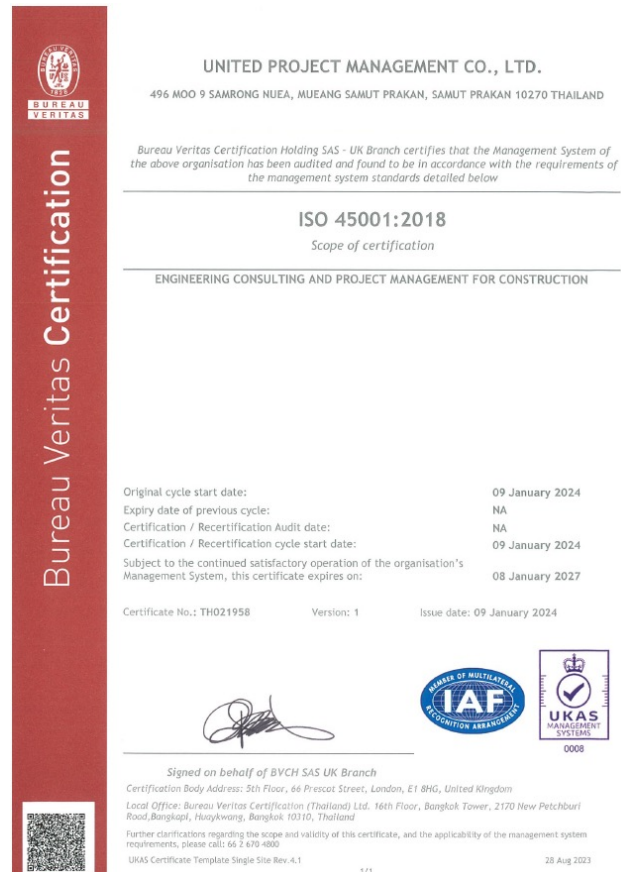 BUREAU VERITAS
1828
BUREAU
VERITAS
Bureau Veritas Certification
UNITED PROJECT MANAGEMENT CO., LTD.
496 MOO 9 SAMRONG NUEA, MUEANG SAMUT PRAKAN, SAMUT PRAKAN 10270 THAILAND
Bureau Veritas Certification Holding SAS – UK Branch certifies that the Management System of
the above organisation has been audited and found to be in accordance with the requirements of
the management system standards detailed below
ISO 45001:2018
Scope of certification
ENGINEERING CONSULTING AND PROJECT MANAGEMENT FOR CONSTRUCTION
Original cycle start date: 09 January 2024
Expiry date of previous cycle: NA
Certification / Recertification Audit date: NA
Certification / Recertification cycle start date: 09 January 2024
Subject to the continued satisfactory operation of the organisation's
Management System, this certificate expires on: 08 January 2027
Certificate No.: TH021958 Version: 1 Issue date: 09 January 2024
MEMBER OF MULTILATERAL
IAF
RECOGNITION ARRANGEMENT
UKAS
MANAGEMENT
SYSTEMS
0008
Signed on behalf of BVCH SAS UK Branch
Certification Body Address: 5th Floor, 66 Prescot Street, London, E1 8HG, United Kingdom
Local Office: Bureau Veritas Certification (Thailand) Ltd. 16th Floor, Bangkok Tower, 2170 New Petchburi
Road,Bangkapi, Huaykwang, Bangkok 10310, Thailand
Further clarifications regarding the scope and validity of this certificate, and the applicability of the management system
requirements, please call: 66 2 670 4800
UKAS Certificate Template Single Site Rev.4.1 28 Aug 2023
1/1